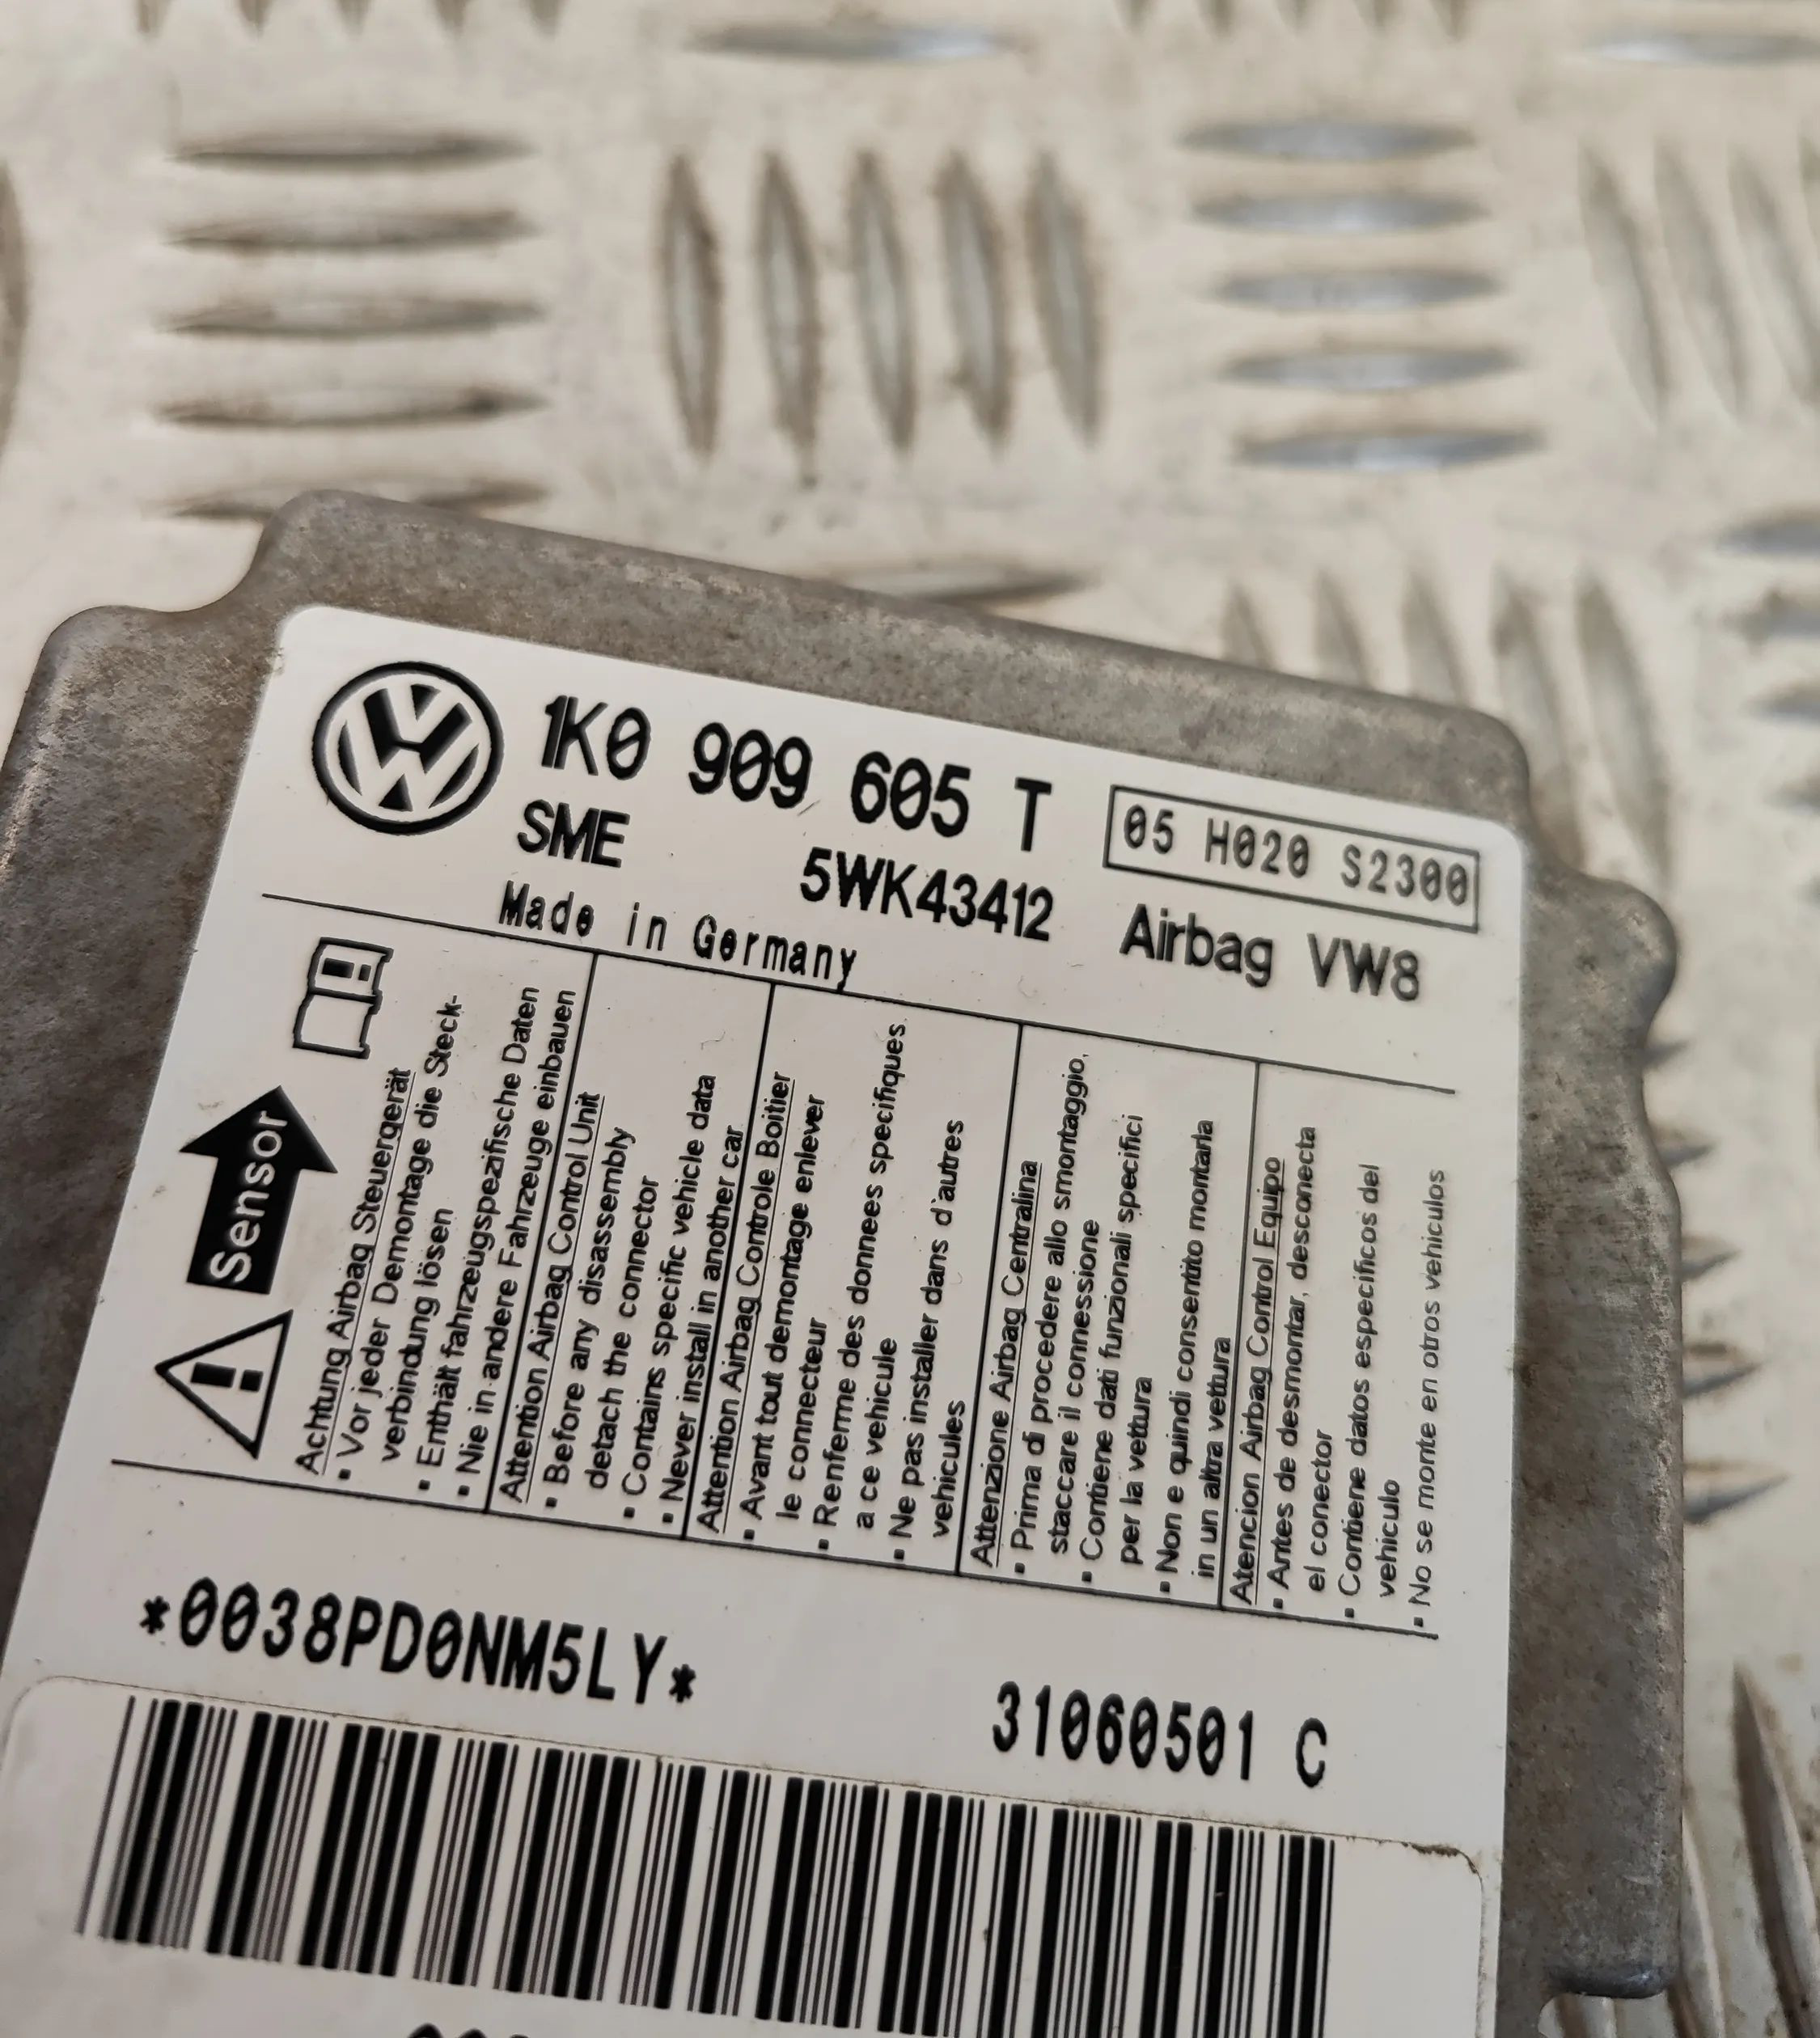 1K0 909 605 T
05 H020 S2300
SME
5WK43412
Airbag VW8
Made in Germany
Sensor
Achtung Airbag Steuergerät
• Vor jeder Demontage die Steck-
verbindung lösen
• Enthält fahrzeugspezifische Daten
• Nie in andere Fahrzeuge einbauen
Attention Airbag Control Unit
• Before any disassembly
detach the connector
• Contains specific vehicle data
• Never install in another car
Attention Airbag Controle Boitier
• Avant tout demontage enlever
le connecteur
• Renferme des donnees specifiques
a ce vehicule
• Ne pas installer dans d'autres
vehicules
Attenzione Airbag Centralina
• Prima di procedere allo smontaggio,
staccare il connessione
• Contiene dati funzionali specifici
per la vettura
• Non e quindi consentito montarla
in un altra vettura
Atencion Airbag Control Equipo
• Antes de desmontar, desconecta
el conector
• Contiene datos especificos del
vehiculo
• No se monte en otros vehiculos
*0038PD0NM5LY*
31060501 C